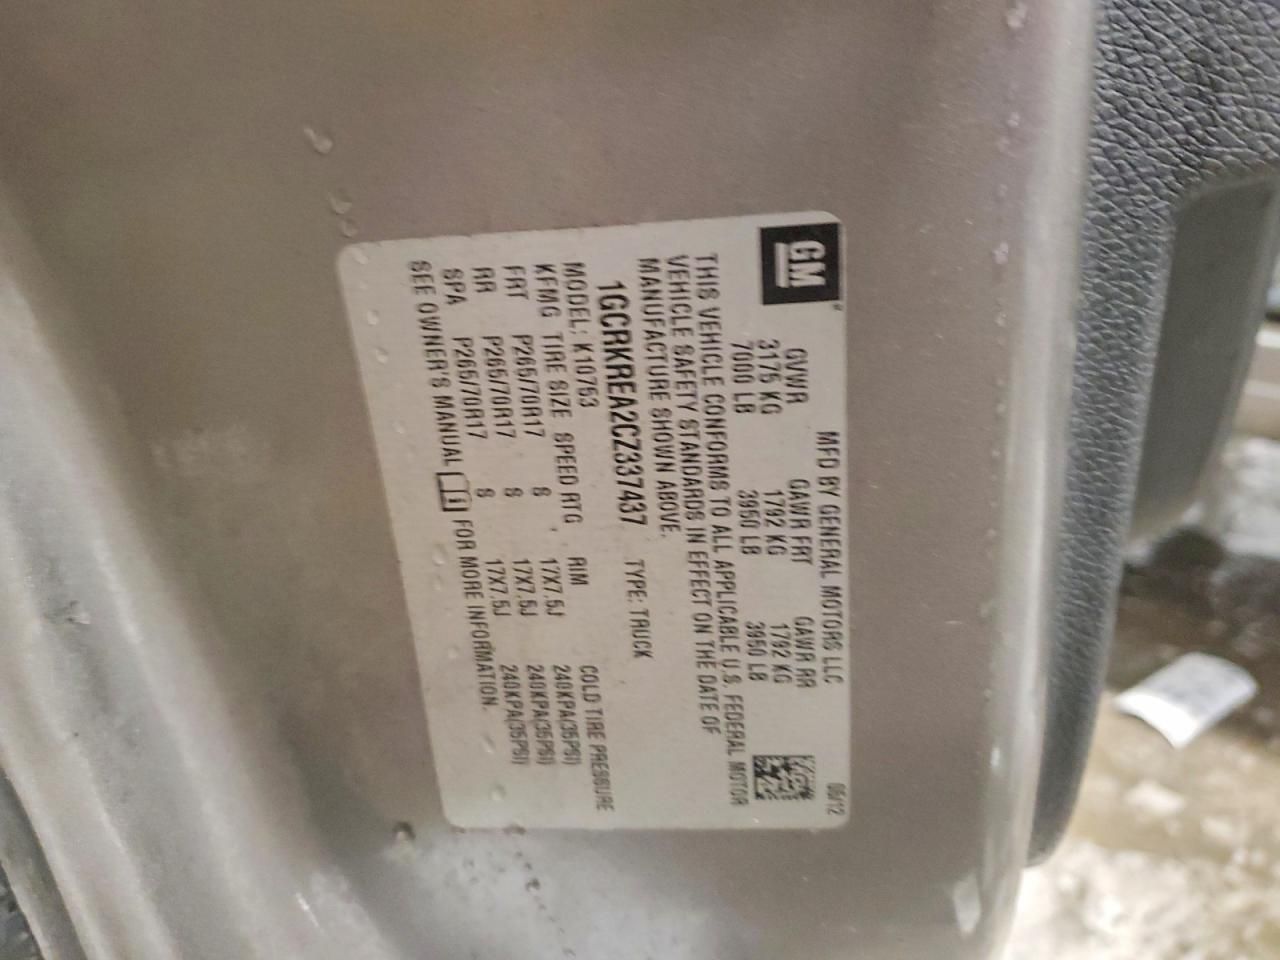 GM
MFD BY GENERAL MOTORS LLC 05/12
GVWR GAWR FRT GAWR RR
3175 KG 1792 KG 1792 KG
7000 LB 3950 LB 3950 LB
THIS VEHICLE CONFORMS TO ALL APPLICABLE U.S. FEDERAL MOTOR
VEHICLE SAFETY STANDARDS IN EFFECT ON THE DATE OF
MANUFACTURE SHOWN ABOVE.
1GCRKREA2CZ337437 TYPE: TRUCK
MODEL: K10753
KFMG TIRE SIZE SPEED RTG RIM COLD TIRE PRESSURE
FRT P265/70R17 S 17X7.5J 240KPA(35PSI)
RR P265/70R17 S 17X7.5J 240KPA(35PSI)
SPA P265/70R17 S 17X7.5J 240KPA(35PSI)
SEE OWNER'S MANUAL FOR MORE INFORMATION.